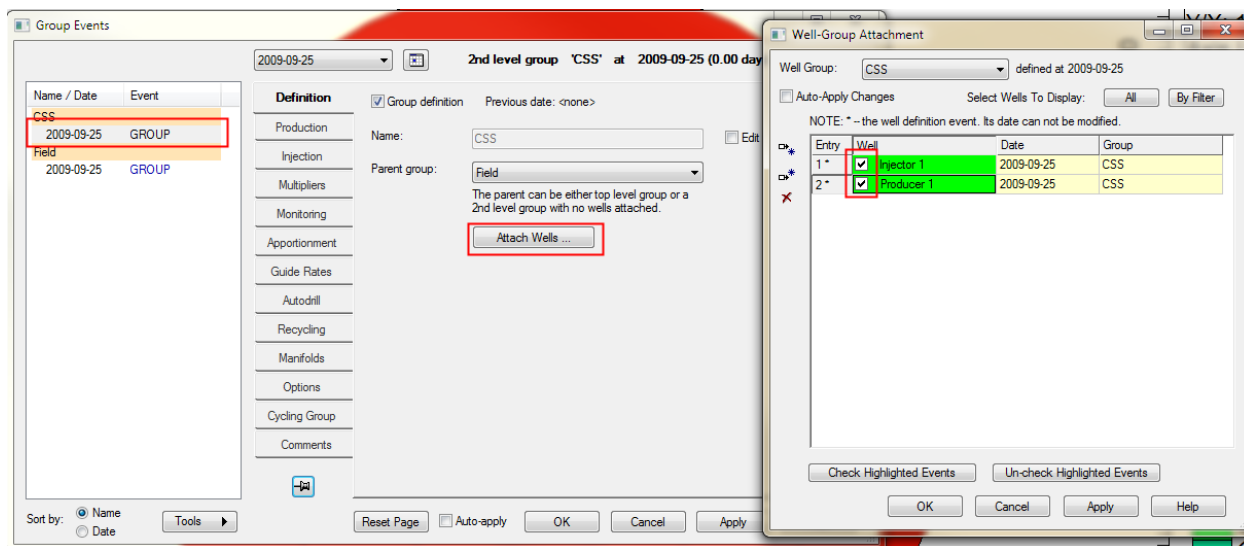 Group Events
2009-09-25
2nd level group 'CSS' at 2009-09-25 (0.00 day
Name / Date Event
CSS
2009-09-25 GROUP
Field
2009-09-25 GROUP
Sort by: Name
Date
Tools
Definition
Production
Injection
Multipliers
Monitoring
Apportionment
Guide Rates
Autodrill
Recycling
Manifolds
Options
Cycling Group
Comments
Group definition Previous date: <none>
Name: CSS Edit
Parent group: Field
The parent can be either top level group or a
2nd level group with no wells attached.
Attach Wells ...
Reset Page Auto-apply OK Cancel Apply
Well-Group Attachment
Well Group: CSS defined at 2009-09-25
Auto-Apply Changes Select Wells To Display: All By Filter
NOTE: * -- the well definition event. Its date can not be modified.
Entry Well Date Group
1 * Injector 1 2009-09-25 CSS
2 * Producer 1 2009-09-25 CSS
Check Highlighted Events Un-check Highlighted Events
OK Cancel Apply Help